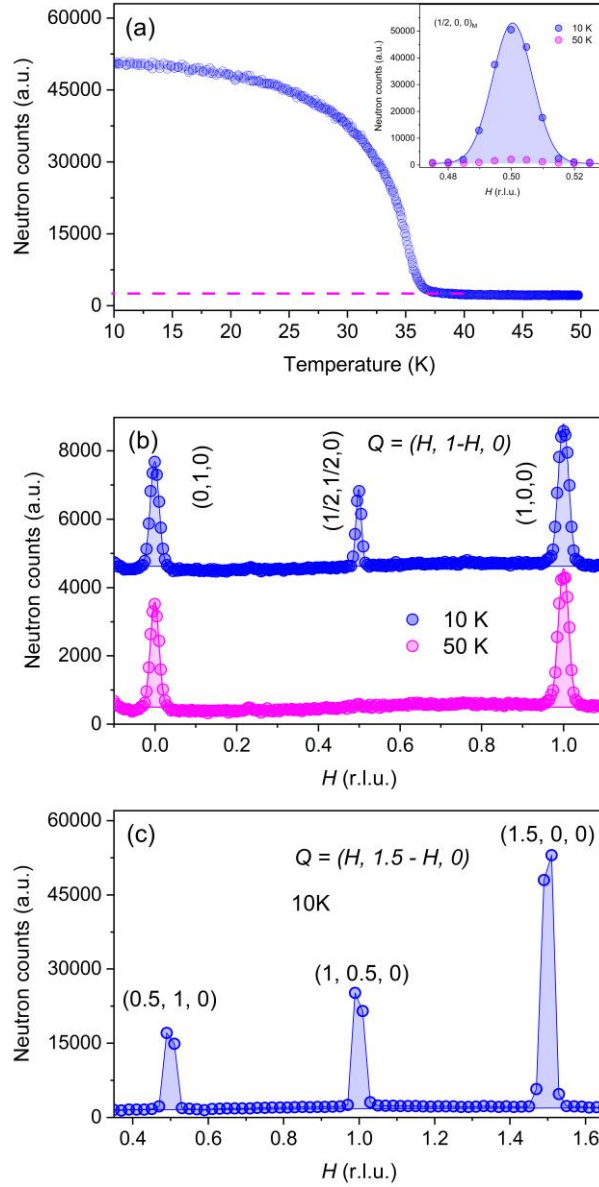 (a)
Neutron counts (a.u.)
60000
45000
30000
15000
0
10 15 20 25 30 35 40 45 50
Temperature (K)
(1/2, 0, 0)M
10 K
50 K
Neutron counts (a.u.)
50000
40000
30000
20000
10000
0
0.48 0.50 0.52
H (r.l.u.)
(b)
Q = (H, 1-H, 0)
(0,1,0)
(1/2,1/2,0)
(1,0,0)
10 K
50 K
Neutron counts (a.u.)
8000
6000
4000
2000
0
0.0 0.2 0.4 0.6 0.8 1.0
H (r.l.u.)
(c)
Q = (H, 1.5 - H, 0)
(1.5, 0, 0)
10K
(0.5, 1, 0)
(1, 0.5, 0)
Neutron counts (a.u.)
60000
45000
30000
15000
0
0.4 0.6 0.8 1.0 1.2 1.4 1.6
H (r.l.u.)